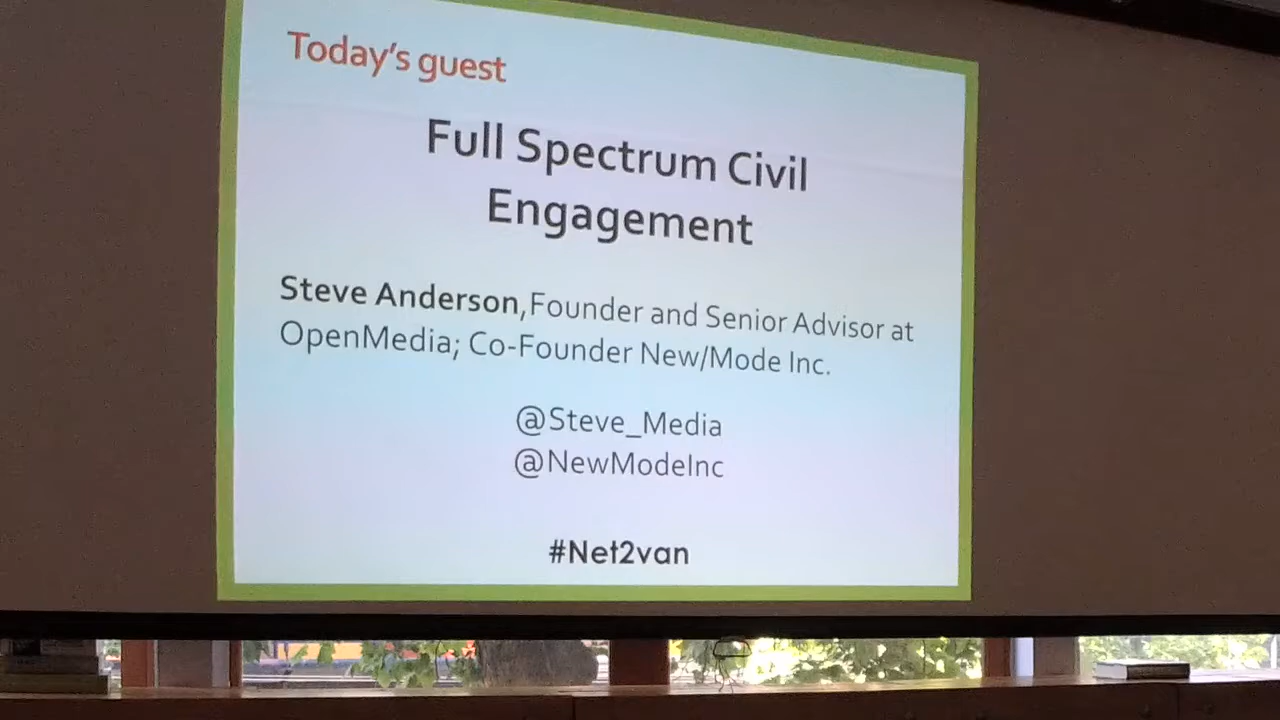 Today's guest
Full Spectrum Civil
Engagement
Steve Anderson, Founder and Senior Advisor at
OpenMedia; Co-Founder New/Mode Inc.
@Steve_Media
@NewModeInc
#Net2van